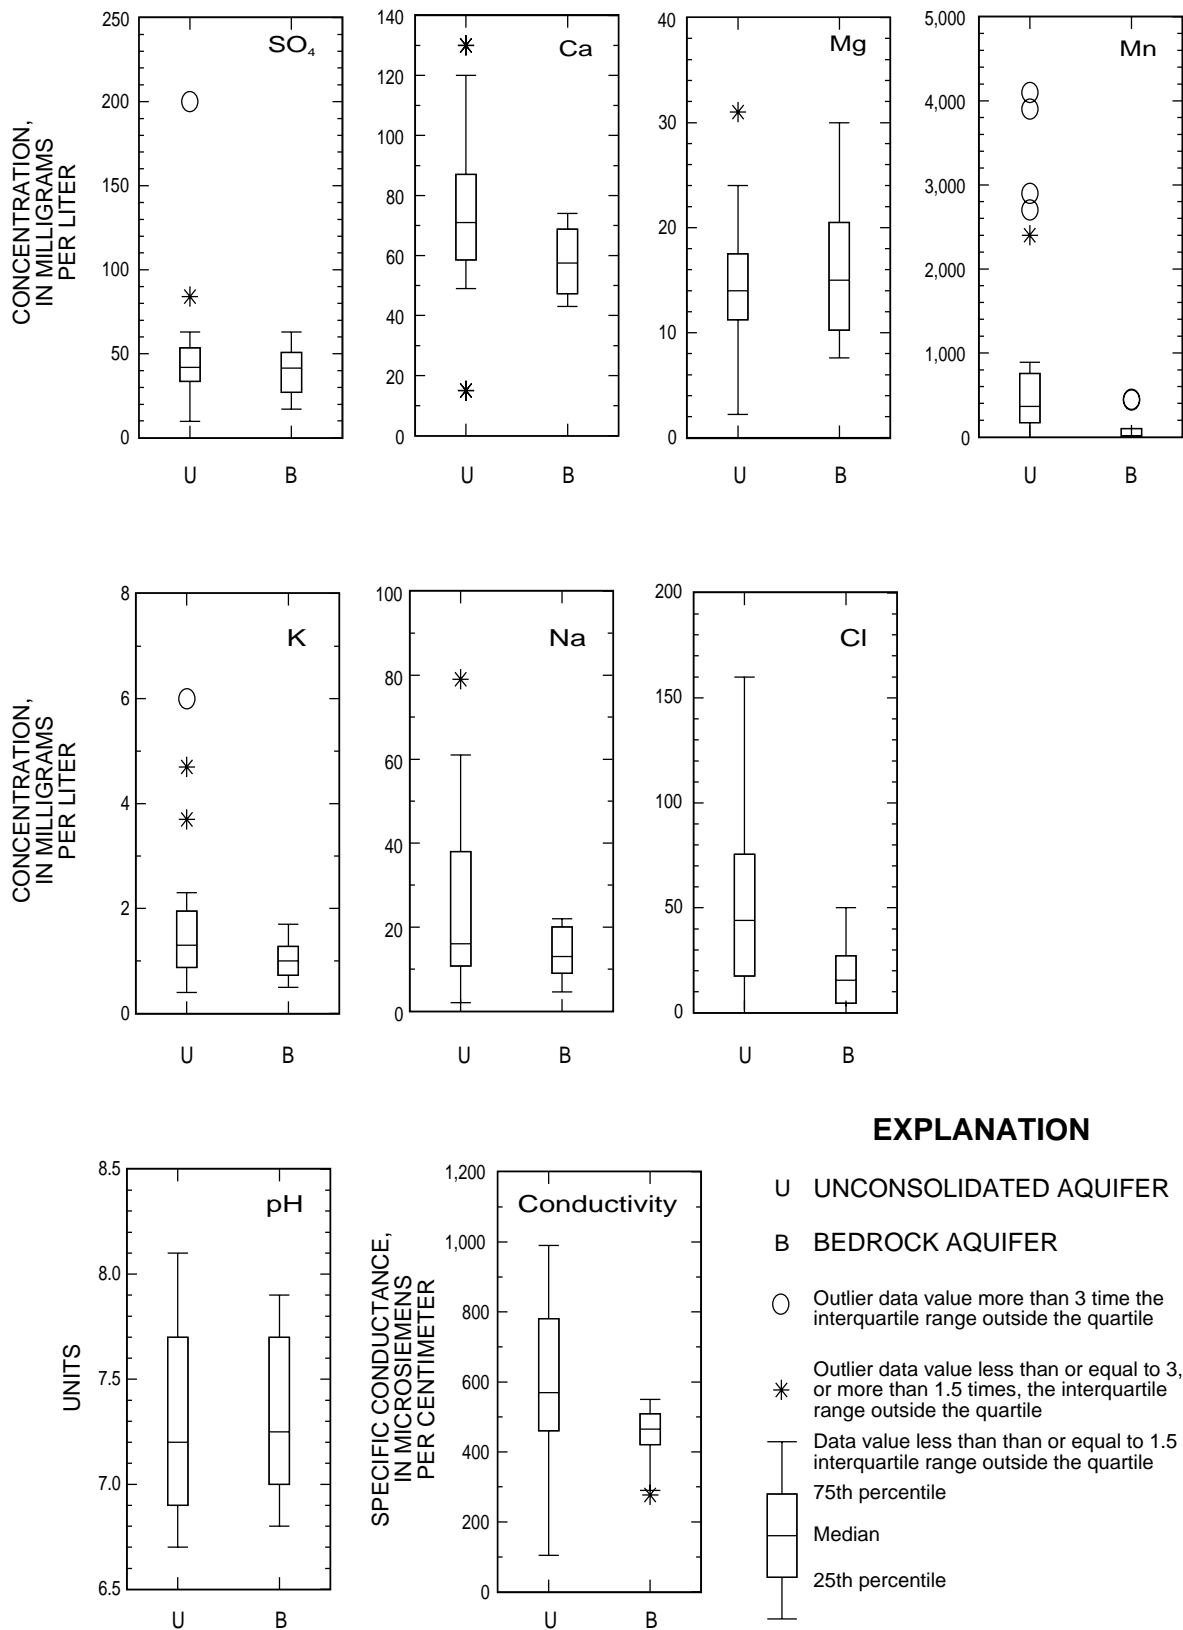 CONCENTRATION,
IN MILLIGRAMS
PER LITER
250
200
150
100
50
0
SO₄
U B
140
120
100
80
60
40
20
0
Ca
U B
40
30
20
10
0
Mg
U B
5,000
4,000
3,000
2,000
1,000
0
Mn
U B
CONCENTRATION,
IN MILLIGRAMS
PER LITER
8
6
4
2
0
K
U B
100
80
60
40
20
0
Na
U B
200
150
100
50
0
Cl
U B
UNITS
8.5
8.0
7.5
7.0
6.5
pH
U B
SPECIFIC CONDUCTANCE,
IN MICROSIEMENS
PER CENTIMETER
1,200
1,000
800
600
400
200
0
Conductivity
U B
EXPLANATION
U UNCONSOLIDATED AQUIFER
B BEDROCK AQUIFER
Outlier data value more than 3 time the
interquartile range outside the quartile
Outlier data value less than or equal to 3,
or more than 1.5 times, the interquartile
range outside the quartile
Data value less than than or equal to 1.5
interquartile range outside the quartile
75th percentile
Median
25th percentile